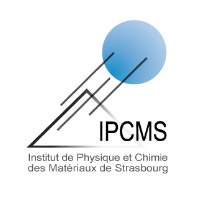 IPCMS
Institut de Physique et Chimie
des Matériaux de Strasbourg